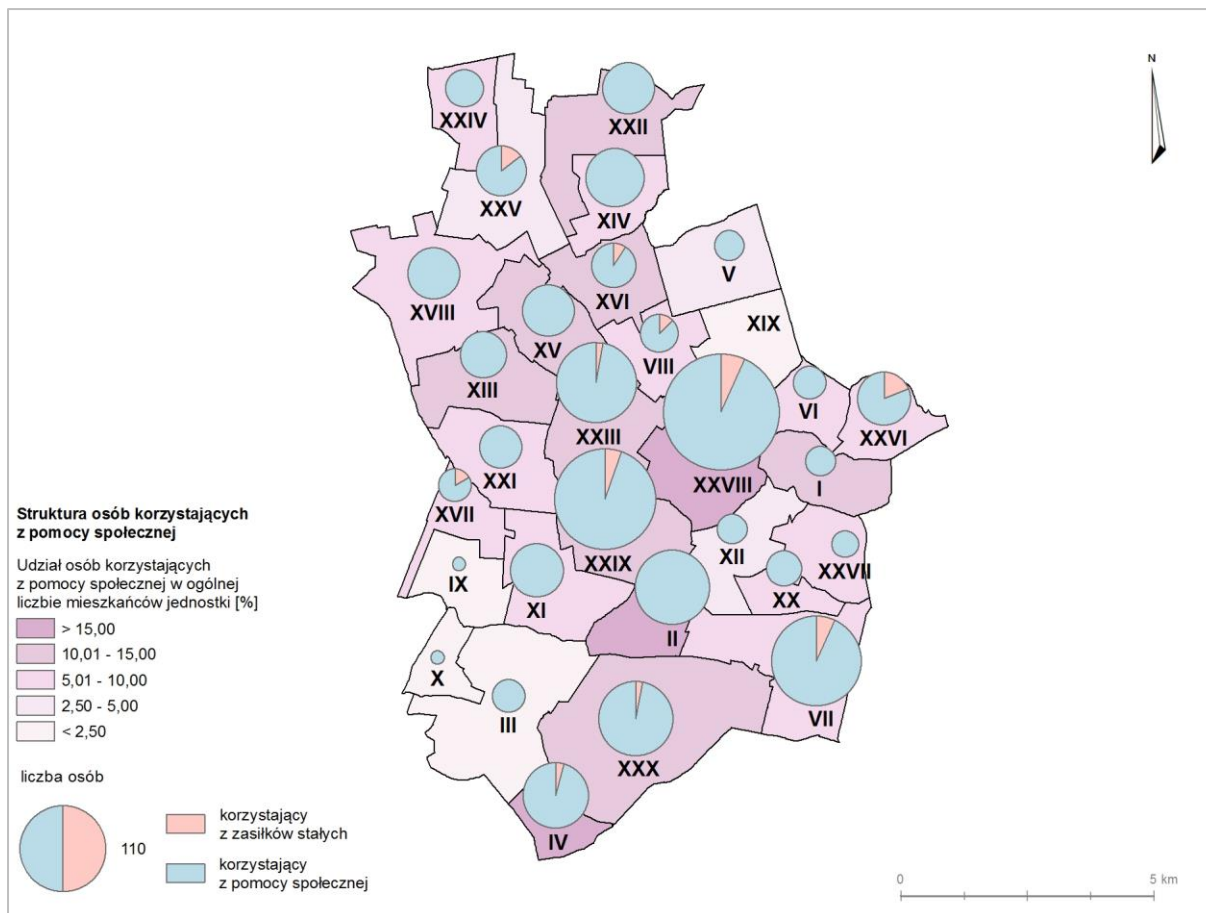 N
XXIV
XXII
XXV
XIV
V
XVIII
XVI
XIX
XV
VIII
XIII
VI
XXVI
XXIII
XXI
XXVIII
I
XVII
XII
XXIX
XXVII
IX
XI
XX
II
X
III
VII
XXX
IV
Struktura osób korzystających
z pomocy społecznej
Udział osób korzystających
z pomocy społecznej w ogólnej
liczbie mieszkańców jednostki [%]
> 15,00
10,01 - 15,00
5,01 - 10,00
2,50 - 5,00
< 2,50
liczba osób
110
korzystający
z zasiłków stałych
korzystający
z pomocy społecznej
0
5 km